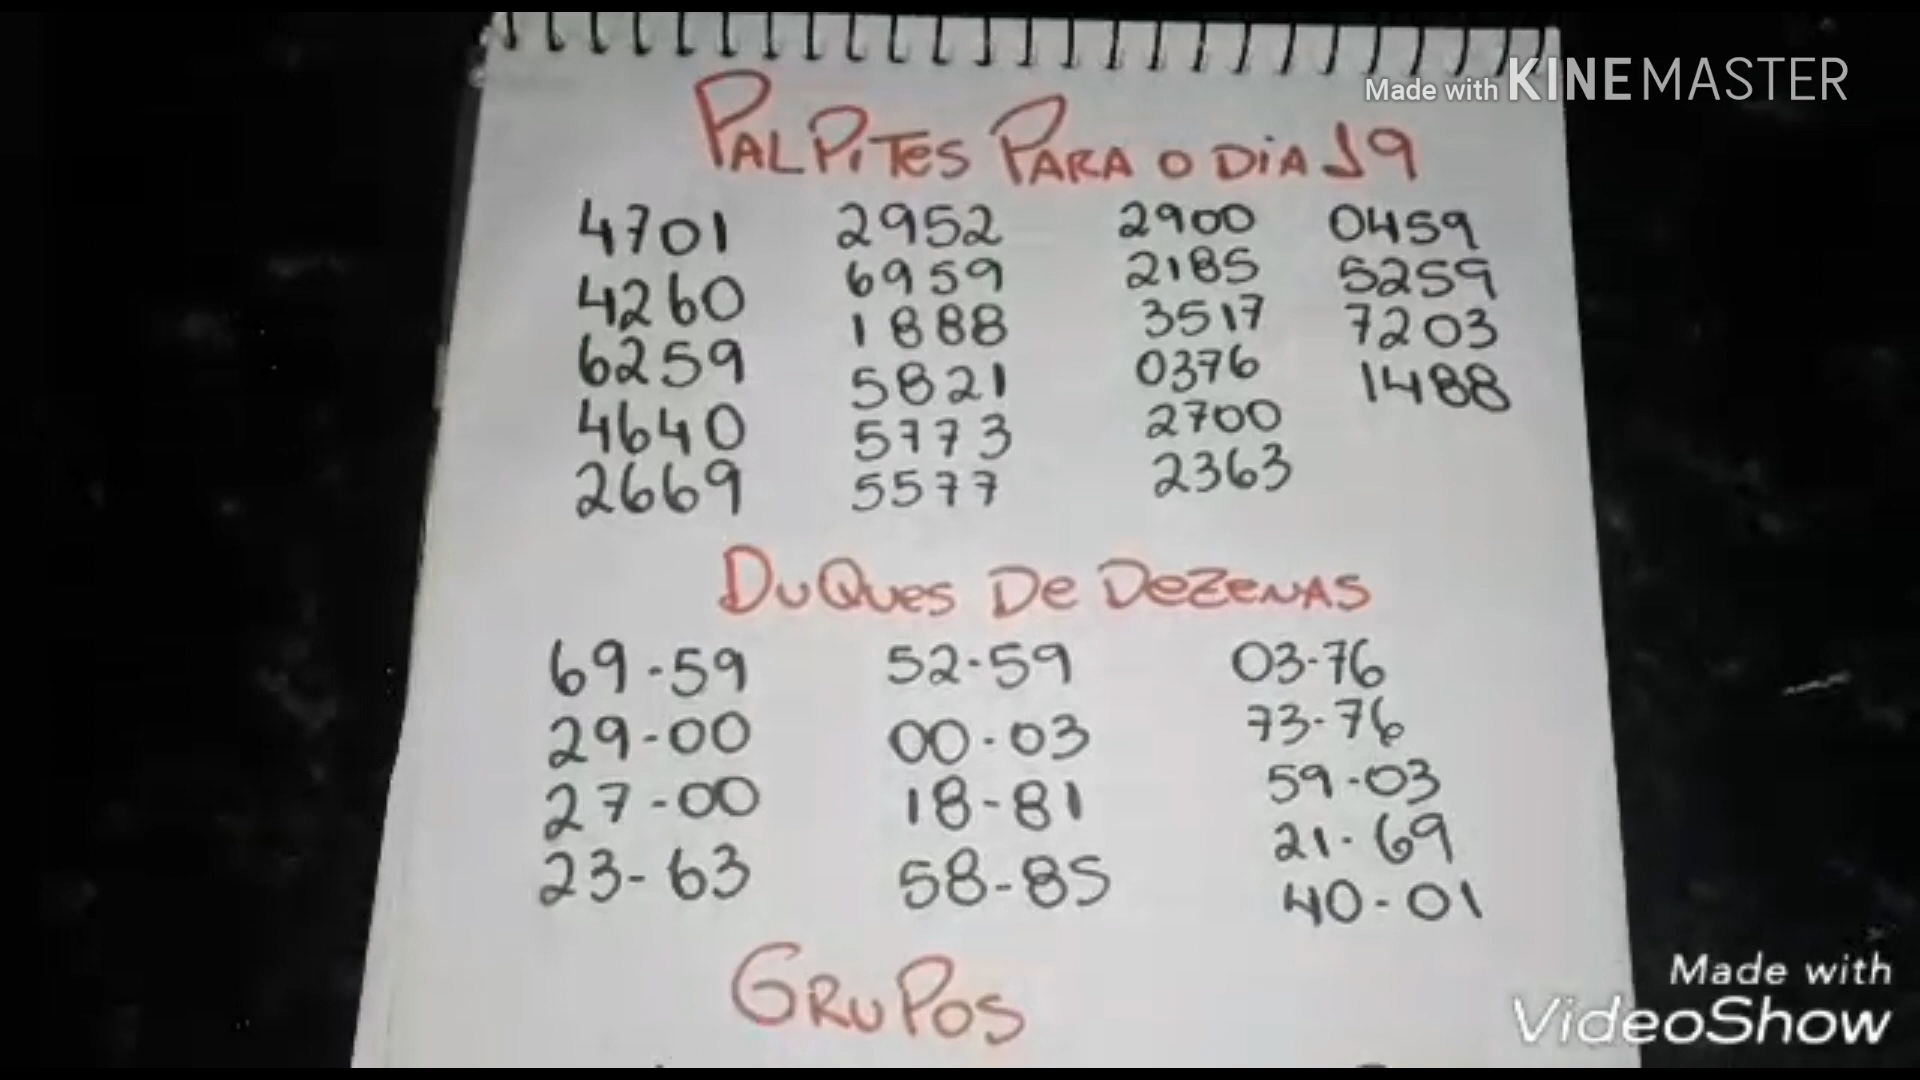 Made with KINEMASTER
PALPITES PARA O DIA 19
4701 2952 2900 0459
4260 6959 2185 5259
6259 1888 3517 7203
4640 5821 0376 1488
2669 5773 2700
5577 2363
DUQUES DE DEZENAS
69-59 52-59 03-76
29-00 00-03 73-76
27-00 18-81 59-03
23-63 58-85 21-69
40-01
GRUPOS
Made with
VideoShow